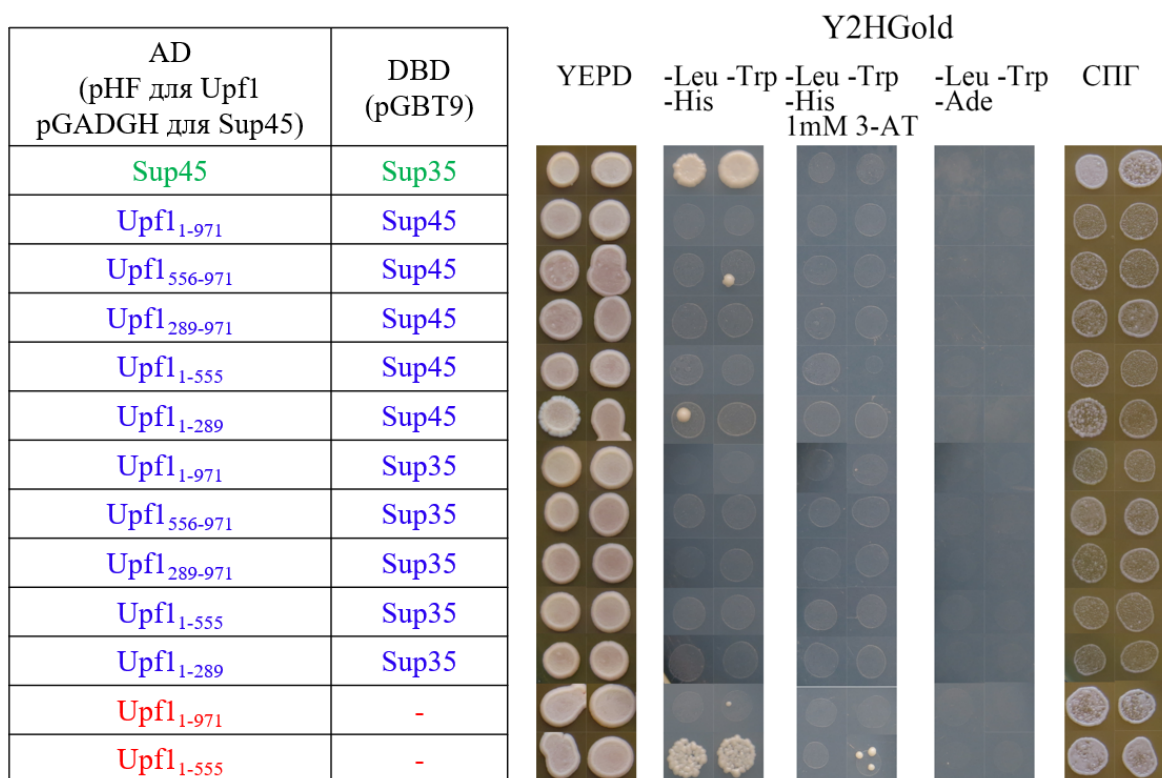 Y2HGold
AD
(pHF для Upf1
pGADGH для Sup45)
DBD
(pGBT9)
YEPD
-Leu -Trp
-His
-Leu -Trp
-His
1mM 3-AT
-Leu -Trp
-Ade
СПГ
Sup45 Sup35
Upf1₁₋₉₇₁ Sup45
Upf1₅₅₆₋₉₇₁ Sup45
Upf1₂₈₉₋₉₇₁ Sup45
Upf1₁₋₅₅₅ Sup45
Upf1₁₋₂₈₉ Sup45
Upf1₁₋₉₇₁ Sup35
Upf1₅₅₆₋₉₇₁ Sup35
Upf1₂₈₉₋₉₇₁ Sup35
Upf1₁₋₅₅₅ Sup35
Upf1₁₋₂₈₉ Sup35
Upf1₁₋₉₇₁ -
Upf1₁₋₅₅₅ -